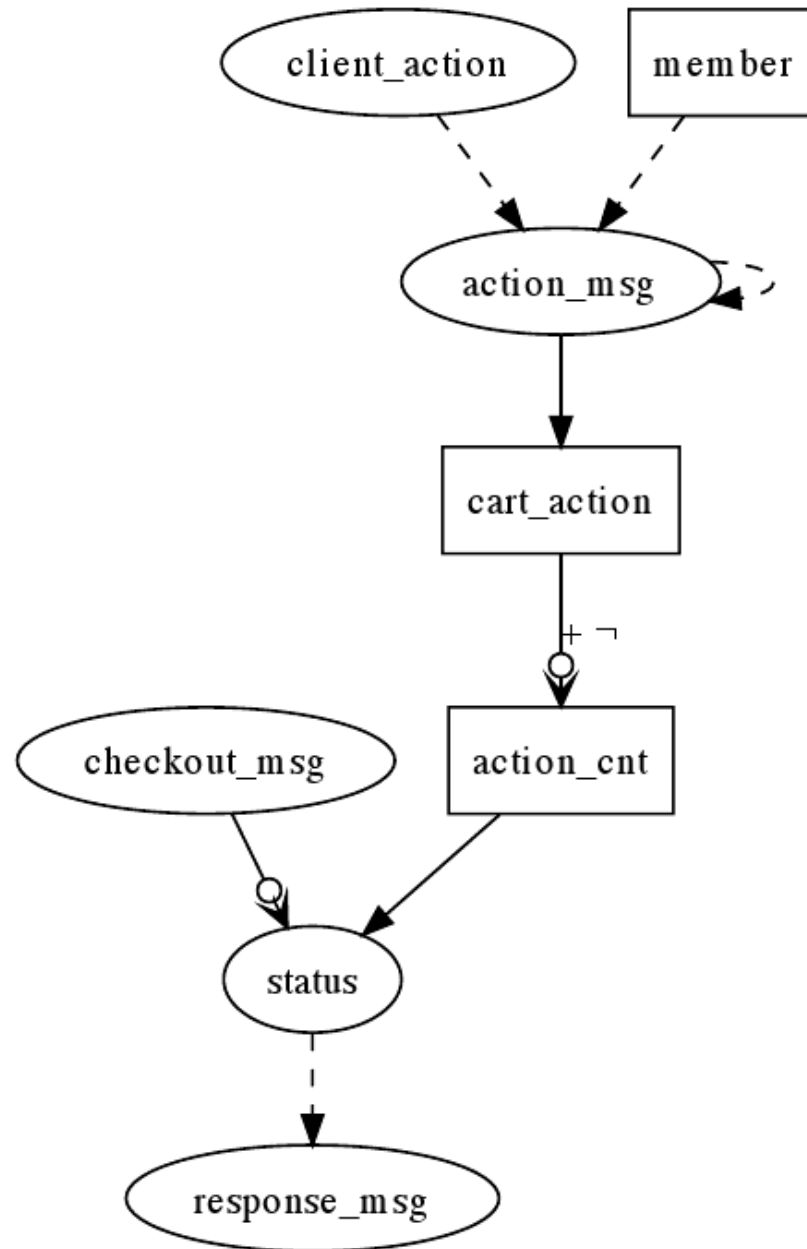 client_action
member
action_msg
cart_action
+ ¬
checkout_msg
action_cnt
status
response_msg